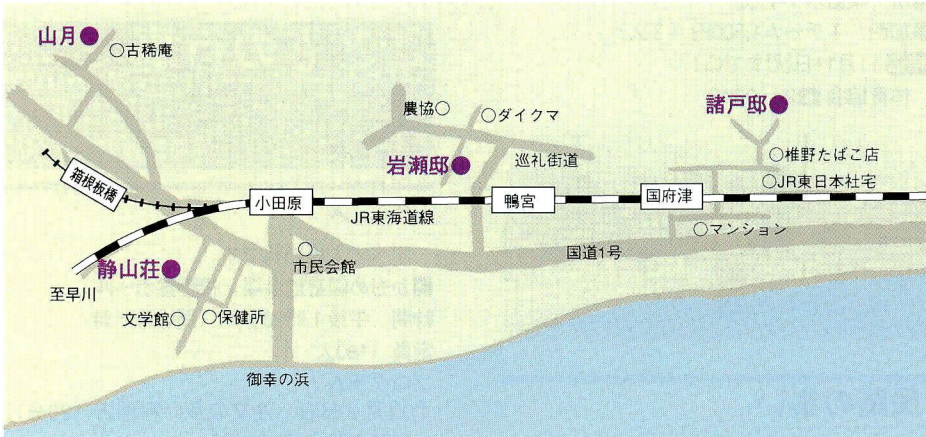 山月
古稀庵
農協
ダイクマ
諸戸邸
岩瀬邸
巡礼街道
椎野たばこ店
JR東日本社宅
箱根板橋
小田原
JR東海道線
鴨宮
国府津
マンション
市民会館
国道1号
静山荘
至早川
文学館
保健所
御幸の浜